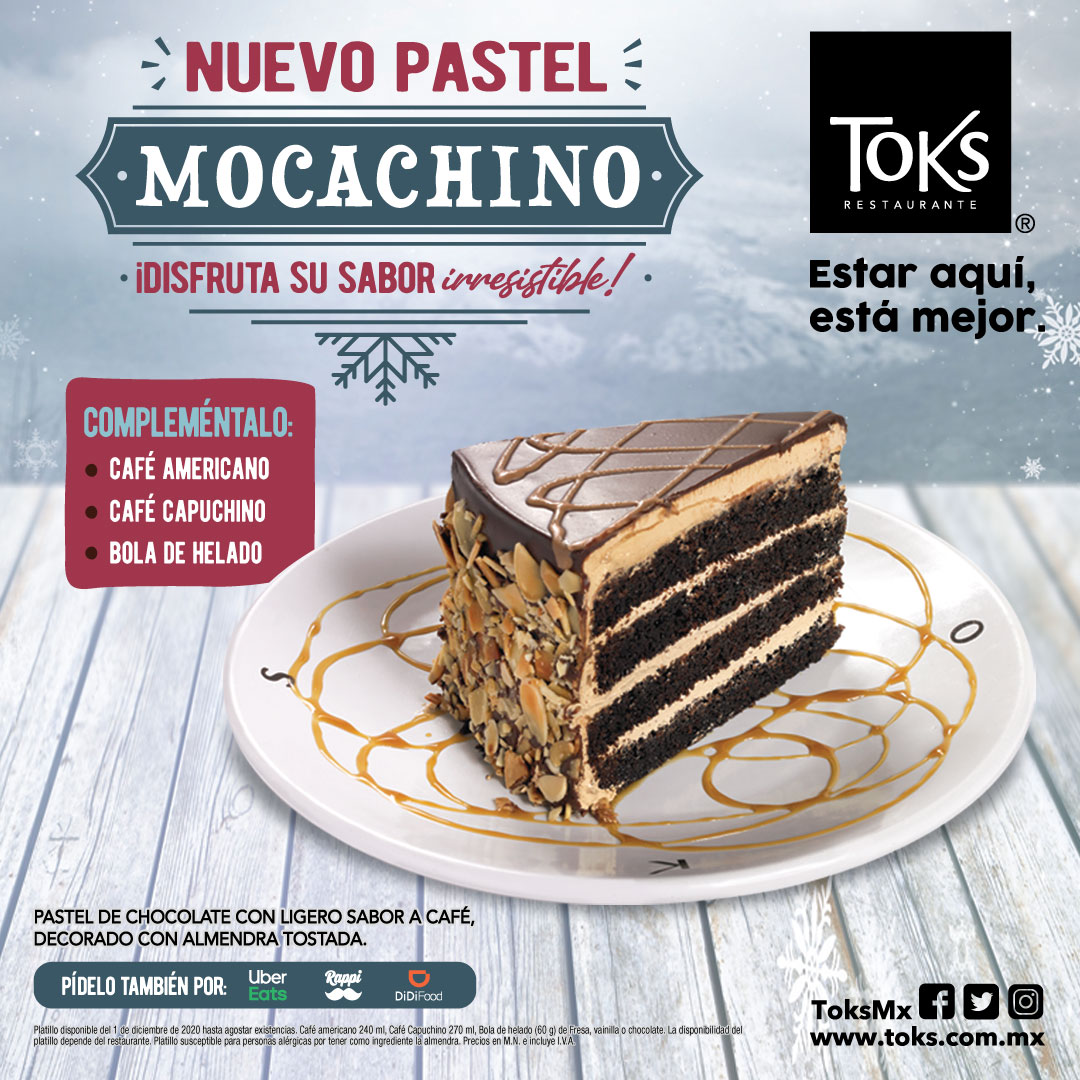 NUEVO PASTEL
MOCACHINO
¡DISFRUTA SU SABOR irresistible!
TOKS
RESTAURANTE
®
Estar aquí,
está mejor.
COMPLEMÉNTALO:
• CAFÉ AMERICANO
• CAFÉ CAPUCHINO
• BOLA DE HELADO
S
O
K
PASTEL DE CHOCOLATE CON LIGERO SABOR A CAFÉ,
DECORADO CON ALMENDRA TOSTADA.
PÍDELO TAMBIÉN POR:
Uber
Eats
Rappi
DiDi Food
Platillo disponible del 1 de diciembre de 2020 hasta agostar existencias. Café americano 240 ml, Café Capuchino 270 ml, Bola de helado (60 g) de Fresa, vainilla o chocolate. La disponibilidad del
platillo depende del restaurante. Platillo susceptible para personas alérgicas por tener como ingrediente la almendra. Precios en M.N. e incluye I.V.A.
ToksMx
www.toks.com.mx